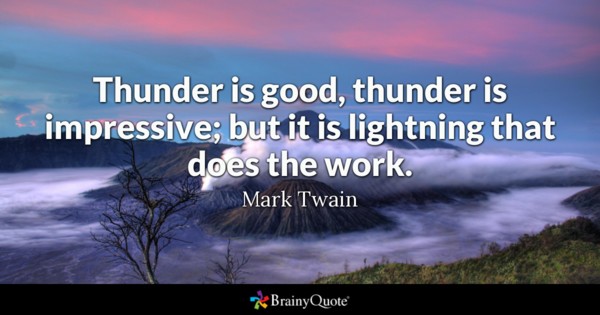 Thunder is good, thunder is
impressive; but it is lightning that
does the work.
Mark Twain
BrainyQuote